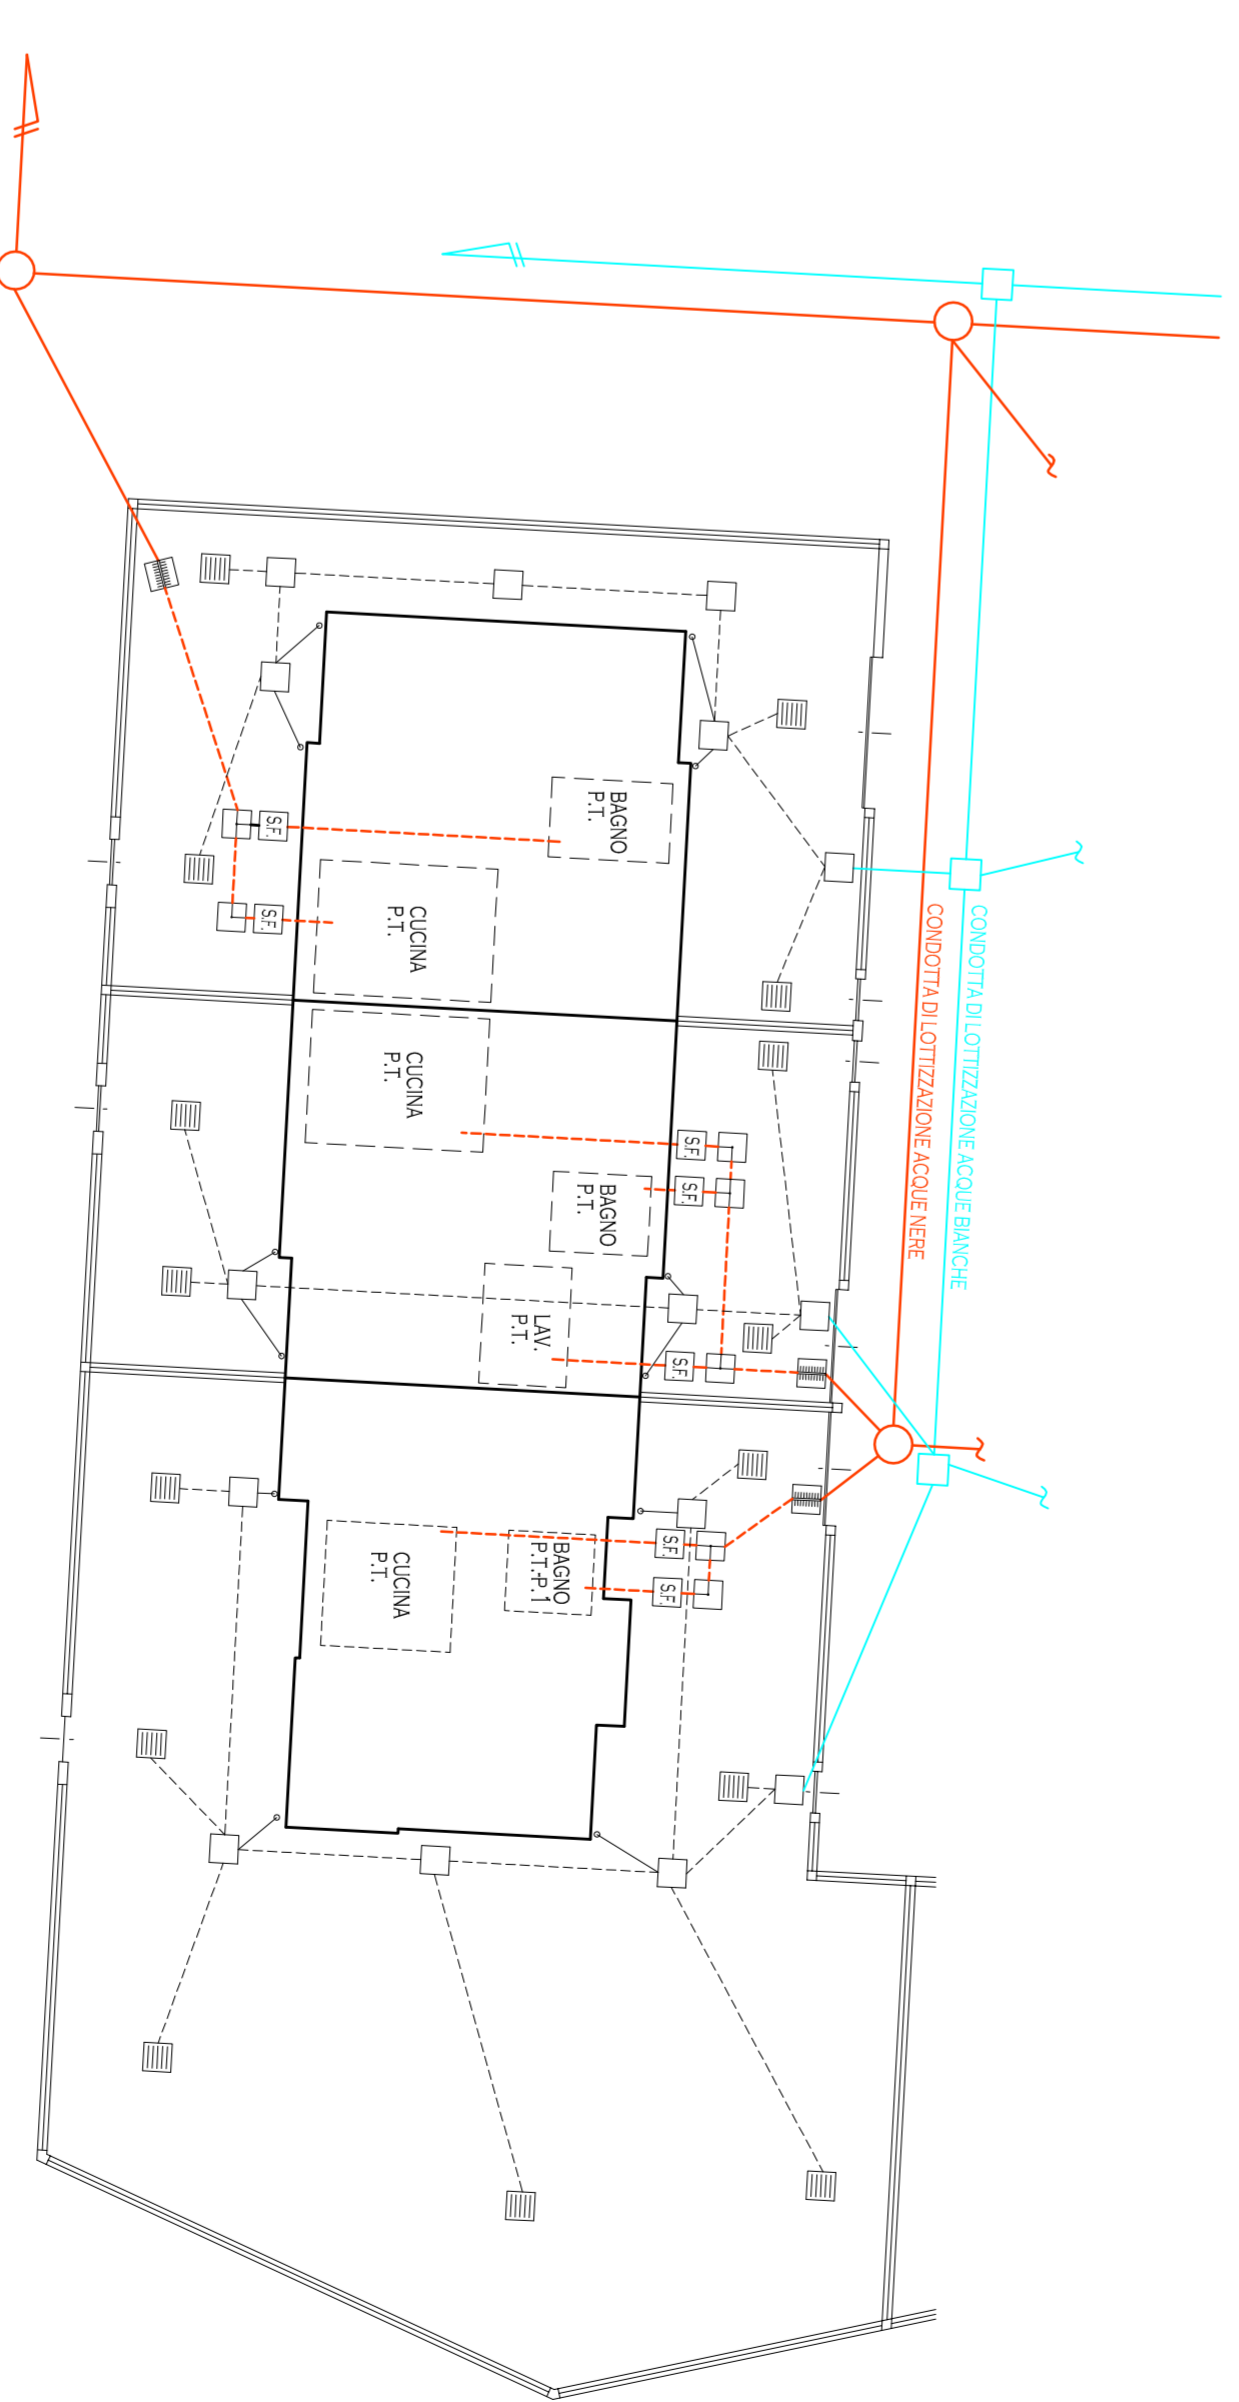 CONDOTTA DI LOTTIZZAZIONE ACQUE BIANCHE
CONDOTTA DI LOTTIZZAZIONE ACQUE NERE
BAGNO
P.T.
S.F.
CUCINA
P.T.
S.F.
CUCINA
P.T.
S.F.
BAGNO
P.T.
S.F.
LAV.
P.T.
S.F.
BAGNO
P.T.-P.1
S.F.
CUCINA
P.T.
S.F.